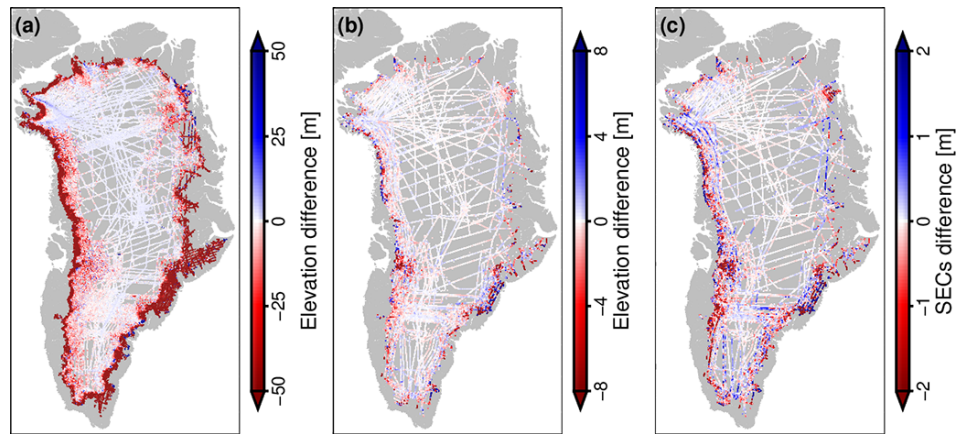 (a)
50
25
0
−25
−50
Elevation difference [m]
(b)
8
4
0
−4
−8
Elevation difference [m]
(c)
2
1
0
−1
−2
SECs difference [m]